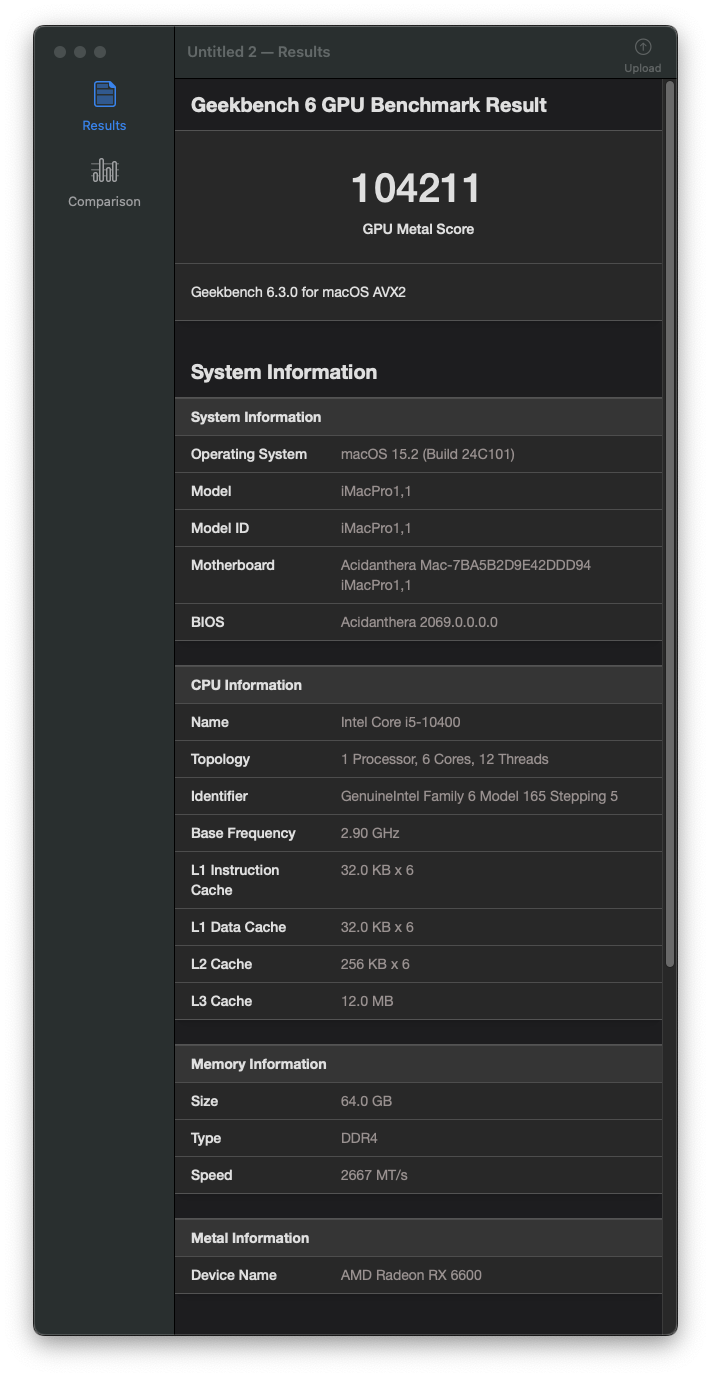 Untitled 2 — Results
Upload
Results
Comparison
Geekbench 6 GPU Benchmark Result
104211
GPU Metal Score
Geekbench 6.3.0 for macOS AVX2
System Information
System Information
Operating System macOS 15.2 (Build 24C101)
Model iMacPro1,1
Model ID iMacPro1,1
Motherboard Acidanthera Mac-7BA5B2D9E42DDD94
iMacPro1,1
BIOS Acidanthera 2069.0.0.0.0
CPU Information
Name Intel Core i5-10400
Topology 1 Processor, 6 Cores, 12 Threads
Identifier GenuineIntel Family 6 Model 165 Stepping 5
Base Frequency 2.90 GHz
L1 Instruction 32.0 KB x 6
Cache
L1 Data Cache 32.0 KB x 6
L2 Cache 256 KB x 6
L3 Cache 12.0 MB
Memory Information
Size 64.0 GB
Type DDR4
Speed 2667 MT/s
Metal Information
Device Name AMD Radeon RX 6600